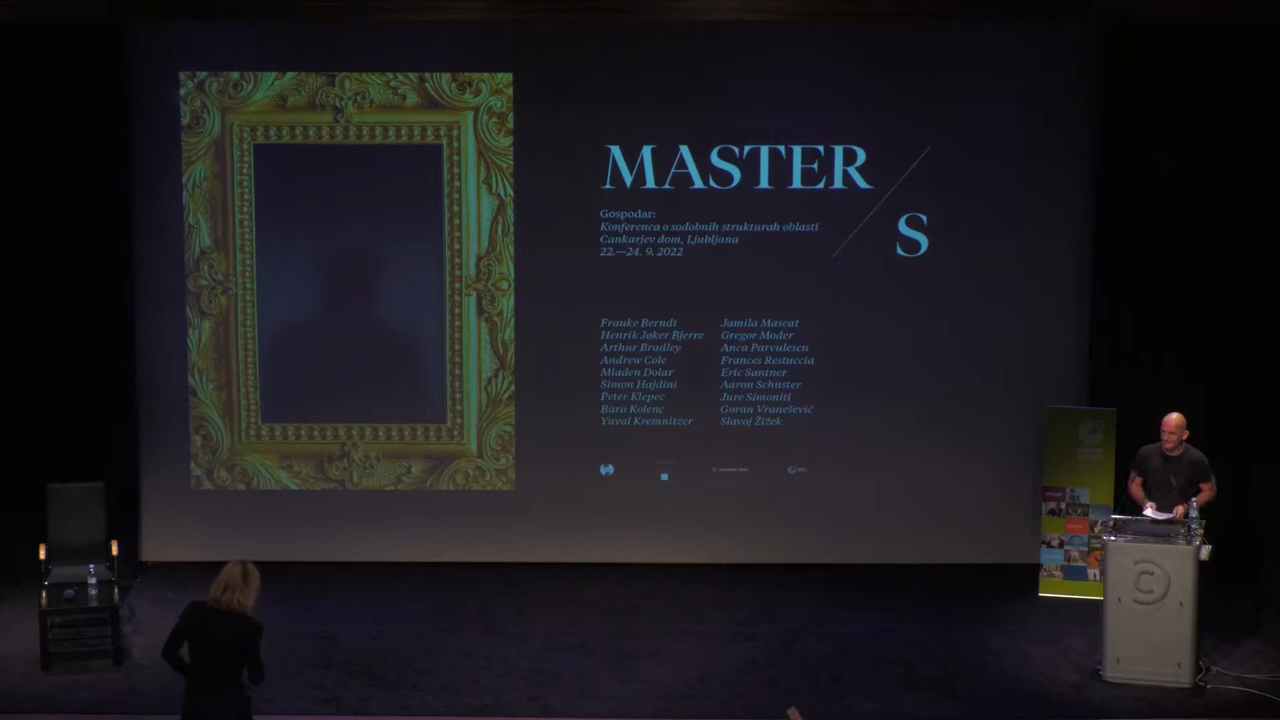 MASTER
S
Gospodar:
Konferenca o sodobnih strukturah oblasti
Cankarjev dom, Ljubljana
22.—24. 9. 2022
Frauke Berndt
Henrik Jøker Bjerre
Arthur Bradley
Andrew Cole
Mladen Dolar
Simon Hajdini
Peter Klepec
Bara Kolenc
Yuval Kremnitzer
Jamila Mascat
Gregor Moder
Anca Parvulescu
Frances Restuccia
Eric Santner
Aaron Schuster
Jure Simoniti
Goran Vranešević
Slavoj Žižek